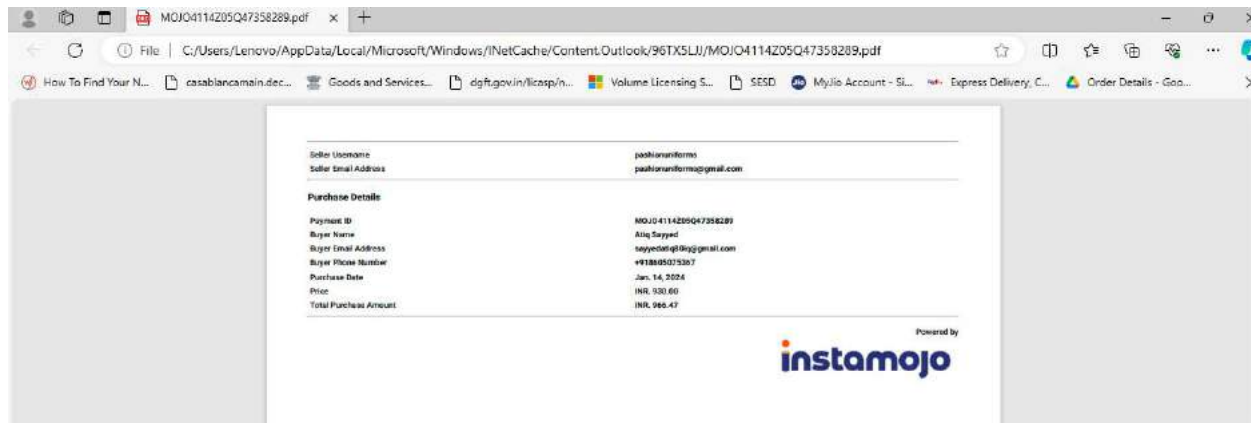 MOJO4114Z05Q47358289.pdf
File | C:/Users/Lenovo/AppData/Local/Microsoft/Windows/INetCache/Content.Outlook/96TX5LJJ/MOJO4114Z05Q47358289.pdf
How To Find Your N... casablancamain.dec... Goods and Services... dgft.gov.in/licasp/n... Volume Licensing S... SESD Jio MyJio Account - Si... Express Delivery, C... Order Details - Goo...
Seller Username pashionuniforms
Seller Email Address pashionuniforms@gmail.com
Purchase Details
Payment ID MOJO4114Z05Q47358289
Buyer Name Atiq Sayyed
Buyer Email Address
Buyer Phone Number +918605075367
Purchase Date Jan. 14, 2024
Price INR. 930.00
Total Purchase Amount INR. 966.47
Powered by
instamojo